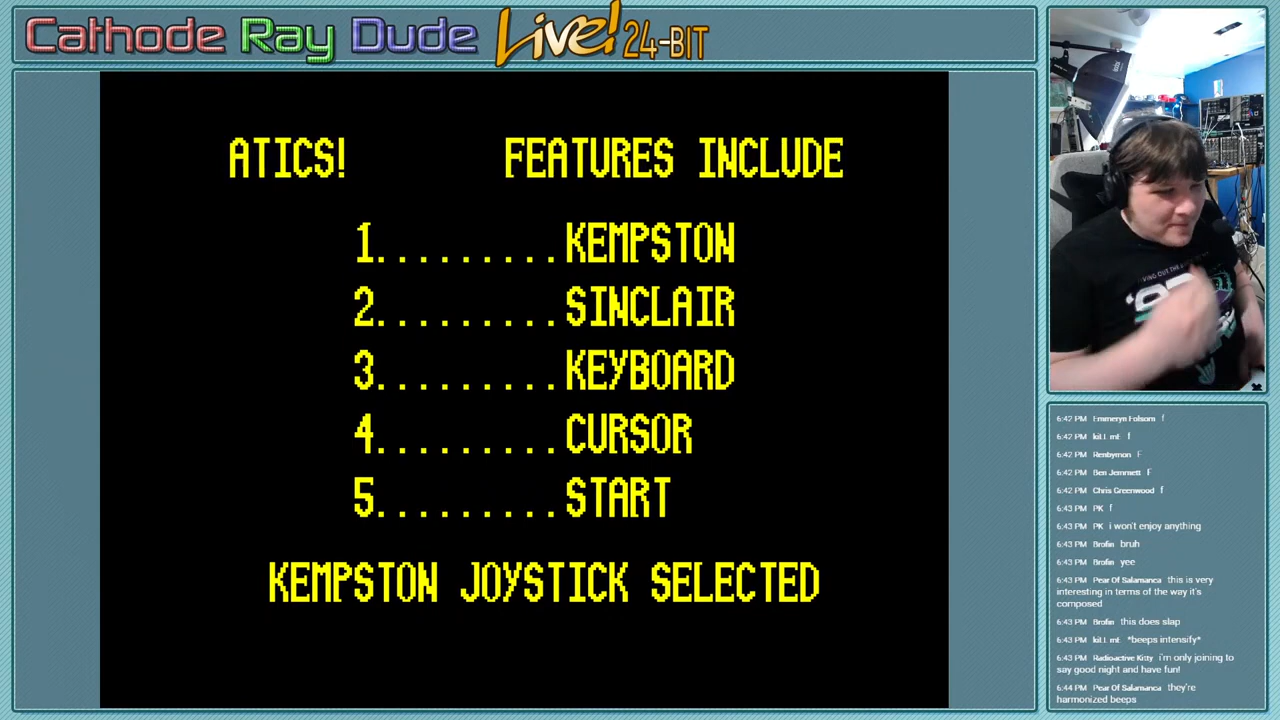 Cathode Ray Dude Live! 24-BIT
ATICS! FEATURES INCLUDE
1.........KEMPSTON
2.........SINCLAIR
3.........KEYBOARD
4.........CURSOR
5.........START
KEMPSTON JOYSTICK SELECTED
6:42 PM Emmeryn Folsom f
6:42 PM kiLL mE f
6:42 PM Renbymon F
6:42 PM Ben Jemmett F
6:42 PM Chris Greenwood f
6:43 PM PK f
6:43 PM PK i won't enjoy anything
6:43 PM Brofin bruh
6:43 PM Brofin yee
6:43 PM Pear Of Salamanca this is very
interesting in terms of the way it's
composed
6:43 PM Brofin this does slap
6:43 PM kiLL mE *beeps intensify*
6:43 PM Radioactive Kitty i'm only joining to
say good night and have fun!
6:44 PM Pear Of Salamanca they're
harmonized beeps